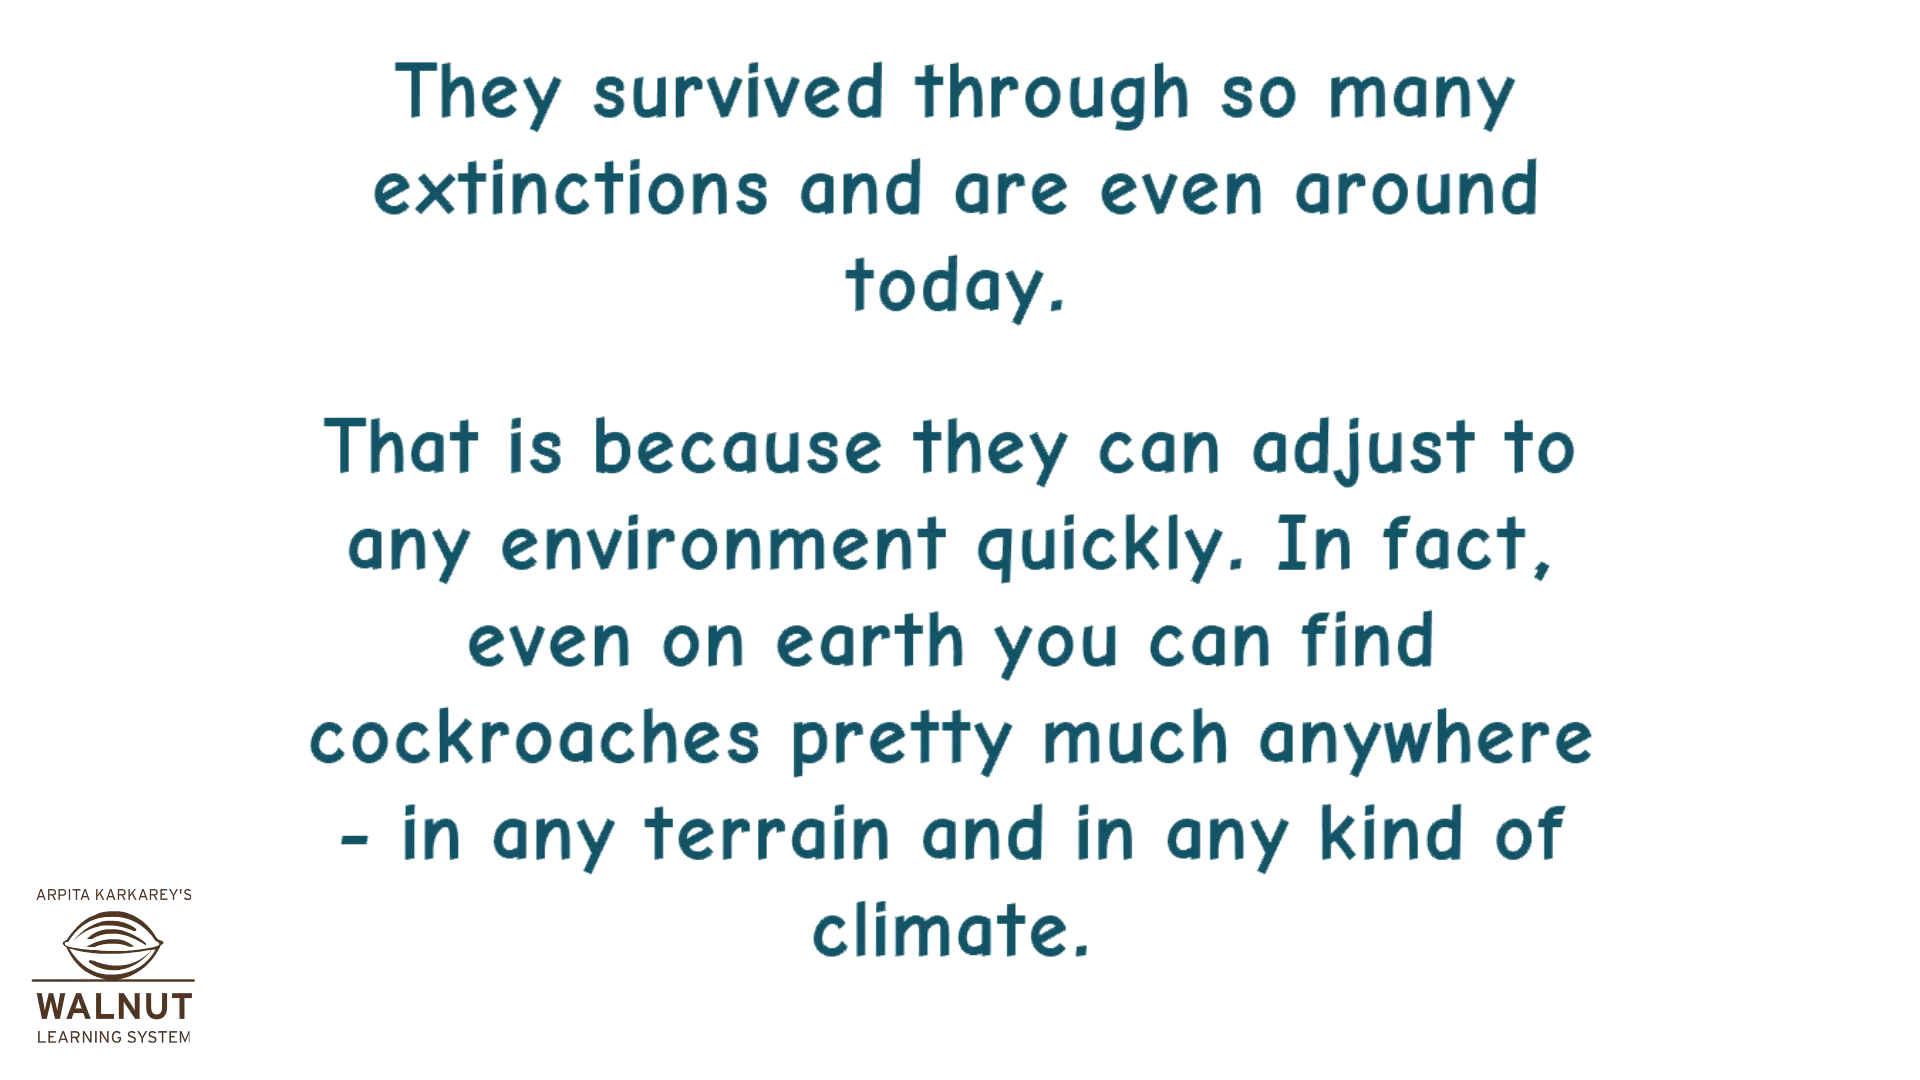 They survived through so many
extinctions and are even around
today.
That is because they can adjust to
any environment quickly. In fact,
even on earth you can find
cockroaches pretty much anywhere
- in any terrain and in any kind of
climate.
ARPITA KARKAREY'S
WALNUT
LEARNING SYSTEM